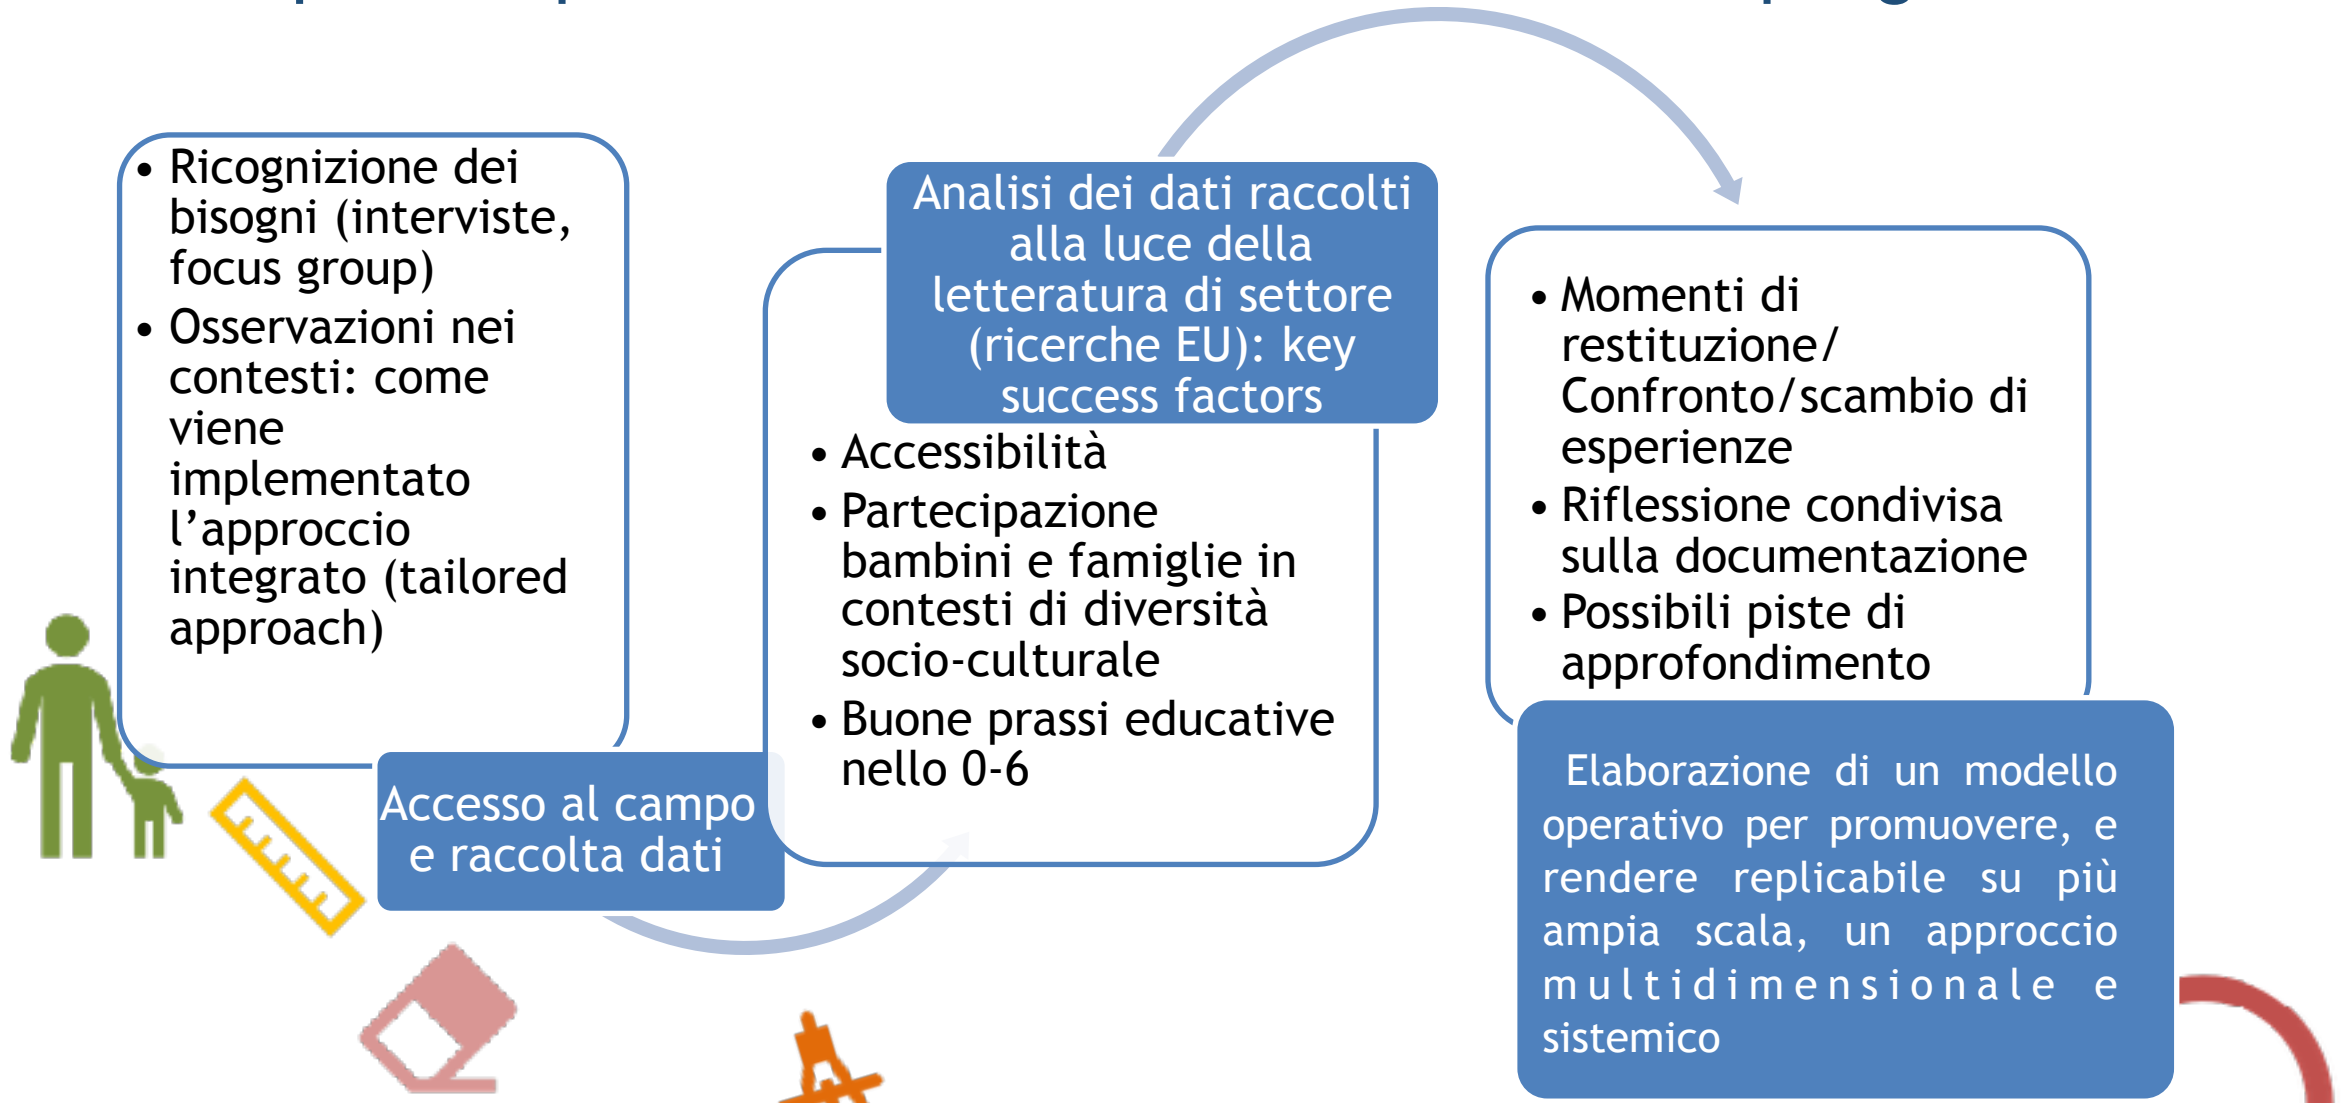 • Ricognizione dei
bisogni (interviste,
focus group)
• Osservazioni nei
contesti: come
viene
implementato
l’approccio
integrato (tailored
approach)
Accesso al campo
e raccolta dati
Analisi dei dati raccolti
alla luce della
letteratura di settore
(ricerche EU): key
success factors
• Accessibilità
• Partecipazione
bambini e famiglie in
contesti di diversità
socio-culturale
• Buone prassi educative
nello 0-6
• Momenti di
restituzione/
Confronto/scambio di
esperienze
• Riflessione condivisa
sulla documentazione
• Possibili piste di
approfondimento
Elaborazione di un modello
operativo per promuovere, e
rendere replicabile su più
ampia scala, un approccio
multidimensionale e
sistemico